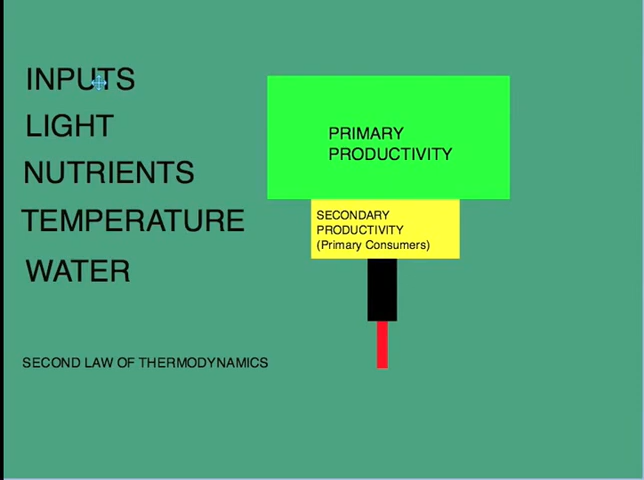 INPUTS
LIGHT
NUTRIENTS
TEMPERATURE
WATER
SECOND LAW OF THERMODYNAMICS
PRIMARY
PRODUCTIVITY
SECONDARY
PRODUCTIVITY
(Primary Consumers)